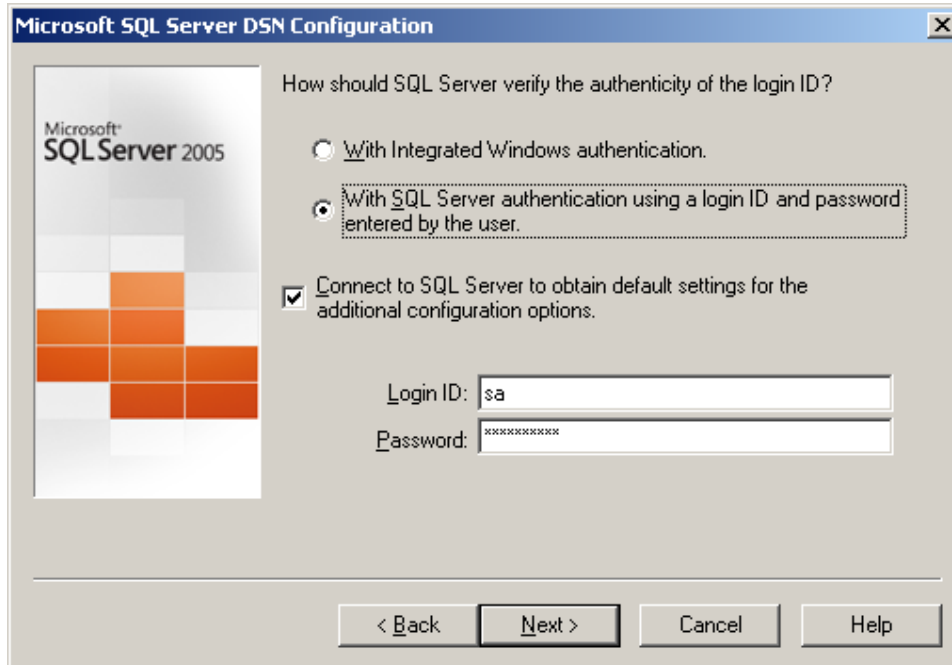 Microsoft SQL Server DSN Configuration
How should SQL Server verify the authenticity of the login ID?
Microsoft
SQL Server 2005
With Integrated Windows authentication.
With SQL Server authentication using a login ID and password
entered by the user.
Connect to SQL Server to obtain default settings for the
additional configuration options.
Login ID: sa
Password: **********
< Back Next > Cancel Help